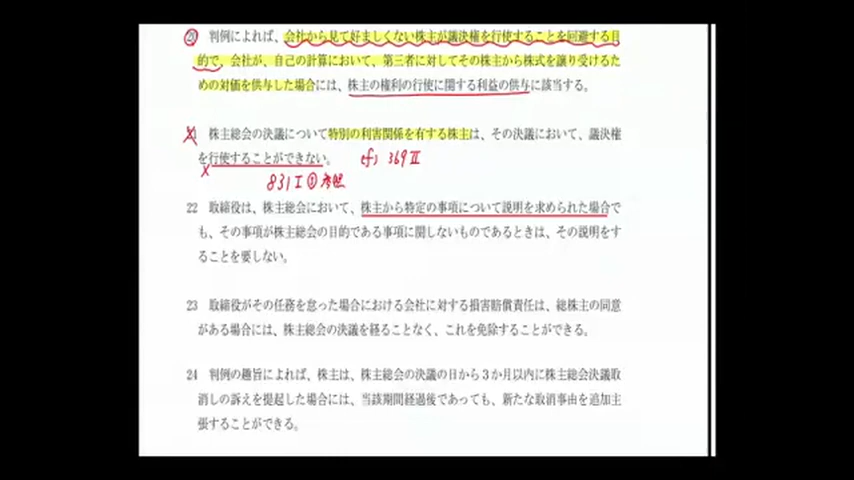 20 判例によれば、会社から見て好ましくない株主が議決権を行使することを回避する目
的で、会社が、自己の計算において、第三者に対してその株主から株式を譲り受けるた
めの対価を供与した場合には、株主の権利の行使に関する利益の供与に該当する。
21 株主総会の決議について特別の利害関係を有する株主は、その決議において、議決権
を行使することができない。 cf) 369Ⅱ
×
831Ⅰ③参照
22 取締役は、株主総会において、株主から特定の事項について説明を求められた場合で
も、その事項が株主総会の目的である事項に関しないものであるときは、その説明をす
ることを要しない。
23 取締役がその任務を怠った場合における会社に対する損害賠償責任は、総株主の同意
がある場合には、株主総会の決議を経ることなく、これを免除することができる。
24 判例の趣旨によれば、株主は、株主総会の決議の日から3か月以内に株主総会決議取
消しの訴えを提起した場合には、当該期間経過後であっても、新たな取消事由を追加主
張することができる。